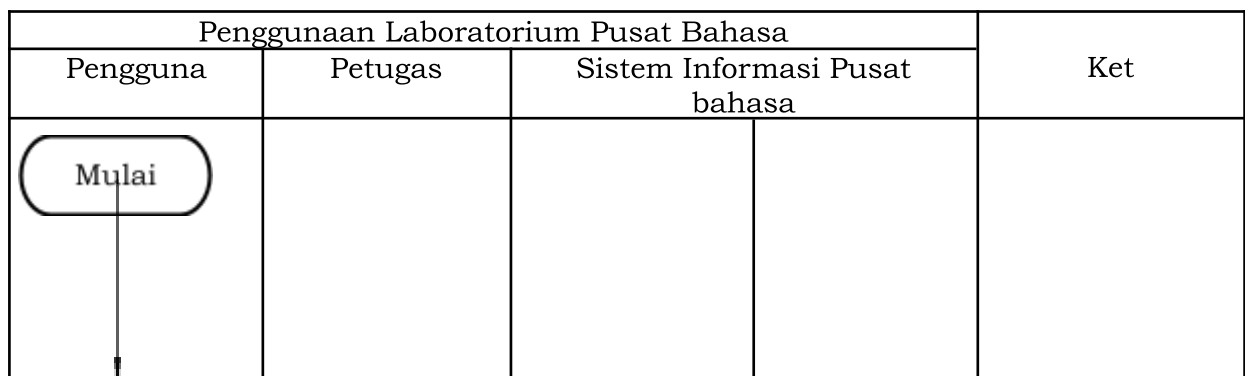 Penggunaan Laboratorium Pusat Bahasa
Pengguna
Petugas
Sistem Informasi Pusat
bahasa
Ket
Mulai